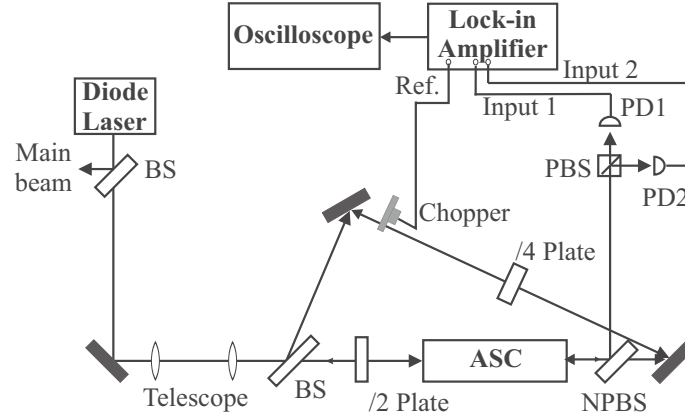 Oscilloscope
Lock-in
Amplifier
Ref.
Input 1
Input 2
Diode
Laser
Main
beam
BS
PD1
PBS
PD2
Chopper
/4 Plate
Telescope
BS
/2 Plate
ASC
NPBS